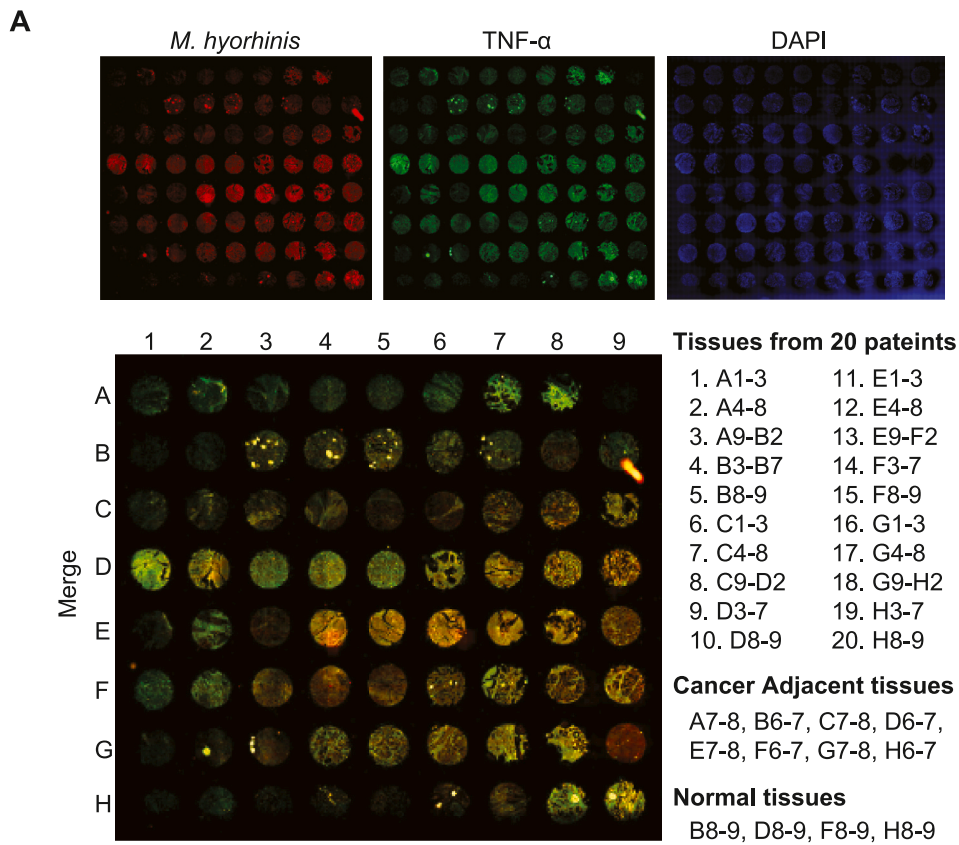 A
M. hyorhinis TNF-α DAPI
1 2 3 4 5 6 7 8 9
A
B
C
D
E
F
G
H
Merge
Tissues from 20 pateints
1. A1-3 11. E1-3
2. A4-8 12. E4-8
3. A9-B2 13. E9-F2
4. B3-B7 14. F3-7
5. B8-9 15. F8-9
6. C1-3 16. G1-3
7. C4-8 17. G4-8
8. C9-D2 18. G9-H2
9. D3-7 19. H3-7
10. D8-9 20. H8-9
Cancer Adjacent tissues
A7-8, B6-7, C7-8, D6-7,
E7-8, F6-7, G7-8, H6-7
Normal tissues
B8-9, D8-9, F8-9, H8-9